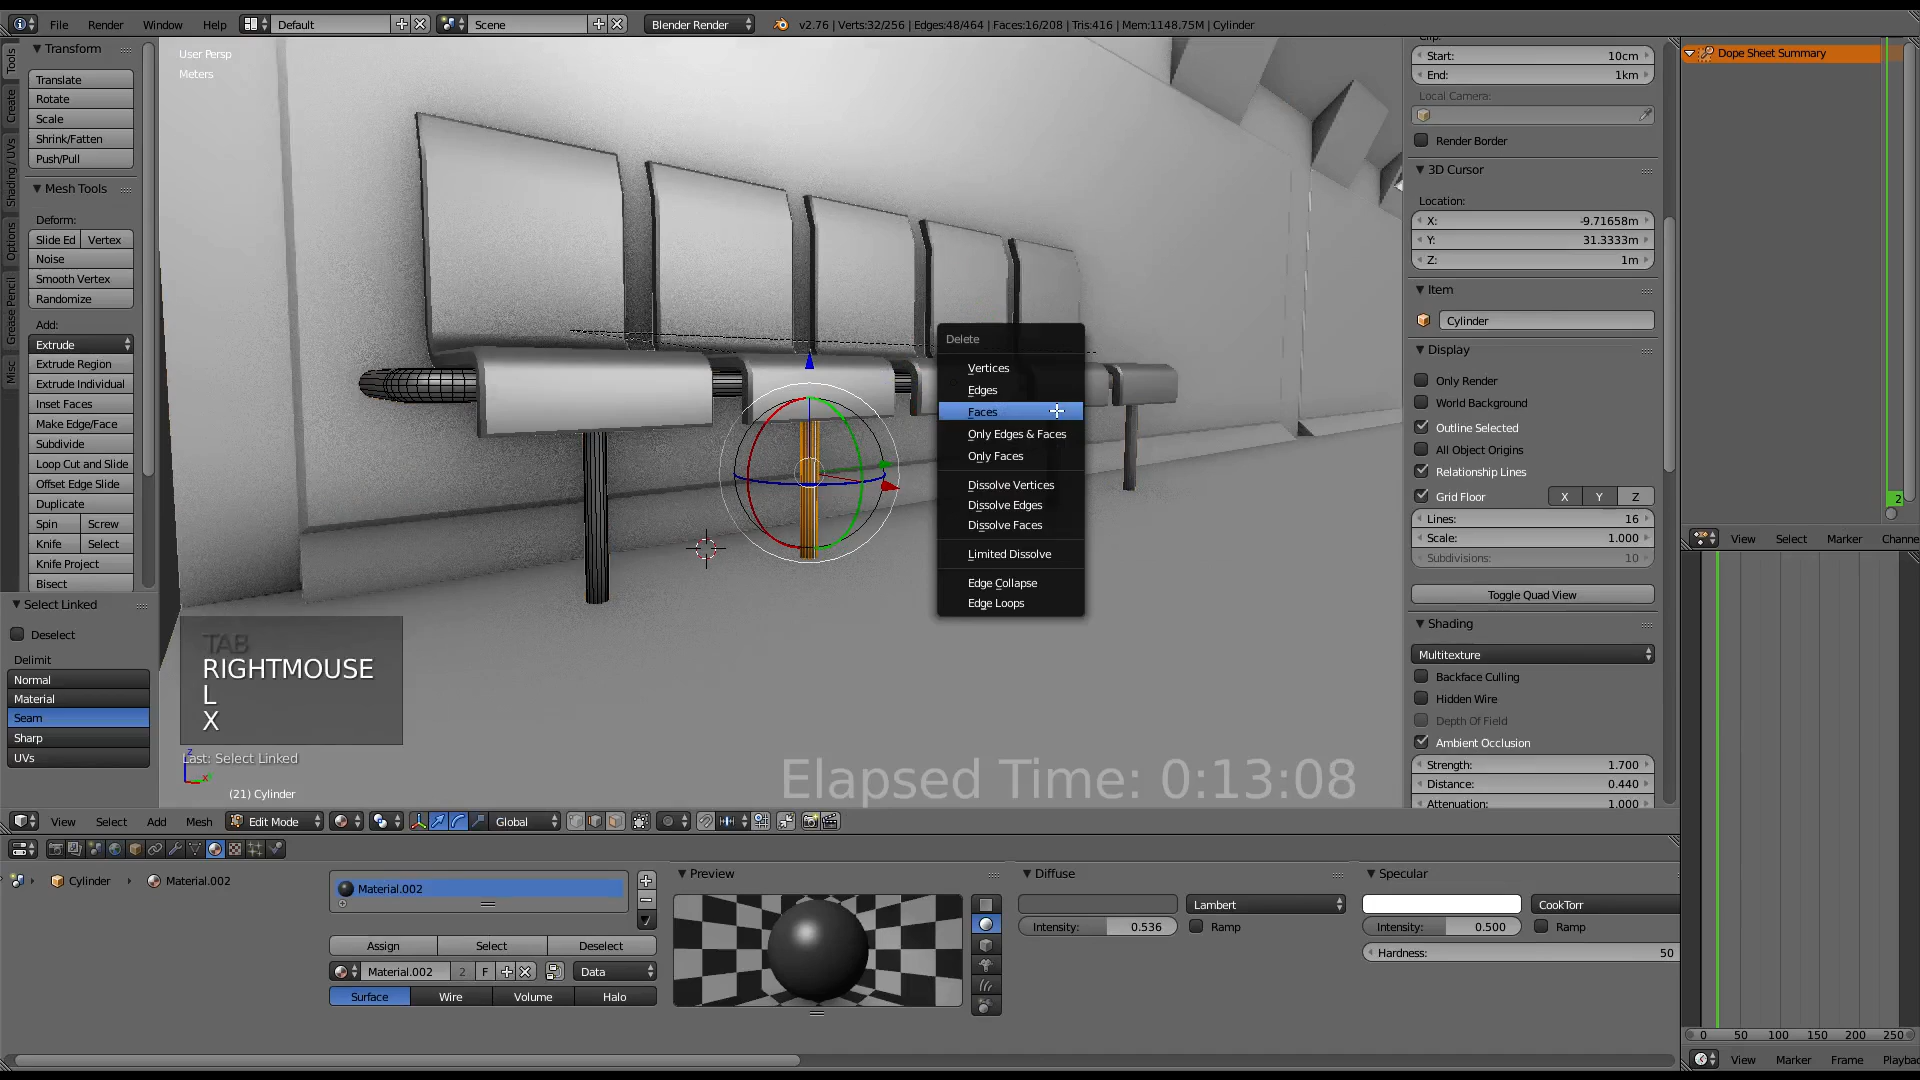 File Render Window Help Default Scene Blender Render v2.76 | Verts:32/256 | Edges:48/464 | Faces:16/208 | Tris:416 | Mem:1148.75M | Cylinder
Tools
Create
Shading / UVs
Options
Grease Pencil
Misc
Transform
Translate
Rotate
Scale
Shrink/Fatten
Push/Pull
Mesh Tools
Deform:
Slide Ed Vertex
Noise
Smooth Vertex
Randomize
Add:
Extrude
Extrude Region
Extrude Individual
Inset Faces
Make Edge/Face
Subdivide
Loop Cut and Slide
Offset Edge Slide
Duplicate
Spin Screw
Knife Select
Knife Project
Bisect
Select Linked
Deselect
Delimit
Normal
Material
Seam
Sharp
UVs
User Persp
Meters
Delete
Vertices
Edges
Faces
Only Edges & Faces
Only Faces
Dissolve Vertices
Dissolve Edges
Dissolve Faces
Limited Dissolve
Edge Collapse
Edge Loops
TAB
RIGHTMOUSE
L
X
Last: Select Linked
z
x
(21) Cylinder
Elapsed Time: 0:13:08
Clip:
Start: 10cm
End: 1km
Local Camera:
Render Border
3D Cursor
Location:
X: -9.71658m
Y: 31.3333m
Z: 1m
Item
Cylinder
Display
Only Render
World Background
Outline Selected
All Object Origins
Relationship Lines
Grid Floor X Y Z
Lines: 16
Scale: 1.000
Subdivisions: 10
Toggle Quad View
Shading
Multitexture
Backface Culling
Hidden Wire
Depth Of Field
Ambient Occlusion
Strength: 1.700
Distance: 0.440
Attenuation: 1.000
Dope Sheet Summary
2
View Select Marker Channe
0 50 100 150 200 250
View Marker Frame Playba
View Select Add Mesh Edit Mode Global
Cylinder Material.002
Material.002
Assign Select Deselect
Material.002 2 F Data
Surface Wire Volume Halo
Preview
Diffuse
Lambert
Intensity: 0.536 Ramp
Specular
CookTorr
Intensity: 0.500 Ramp
Hardness: 50